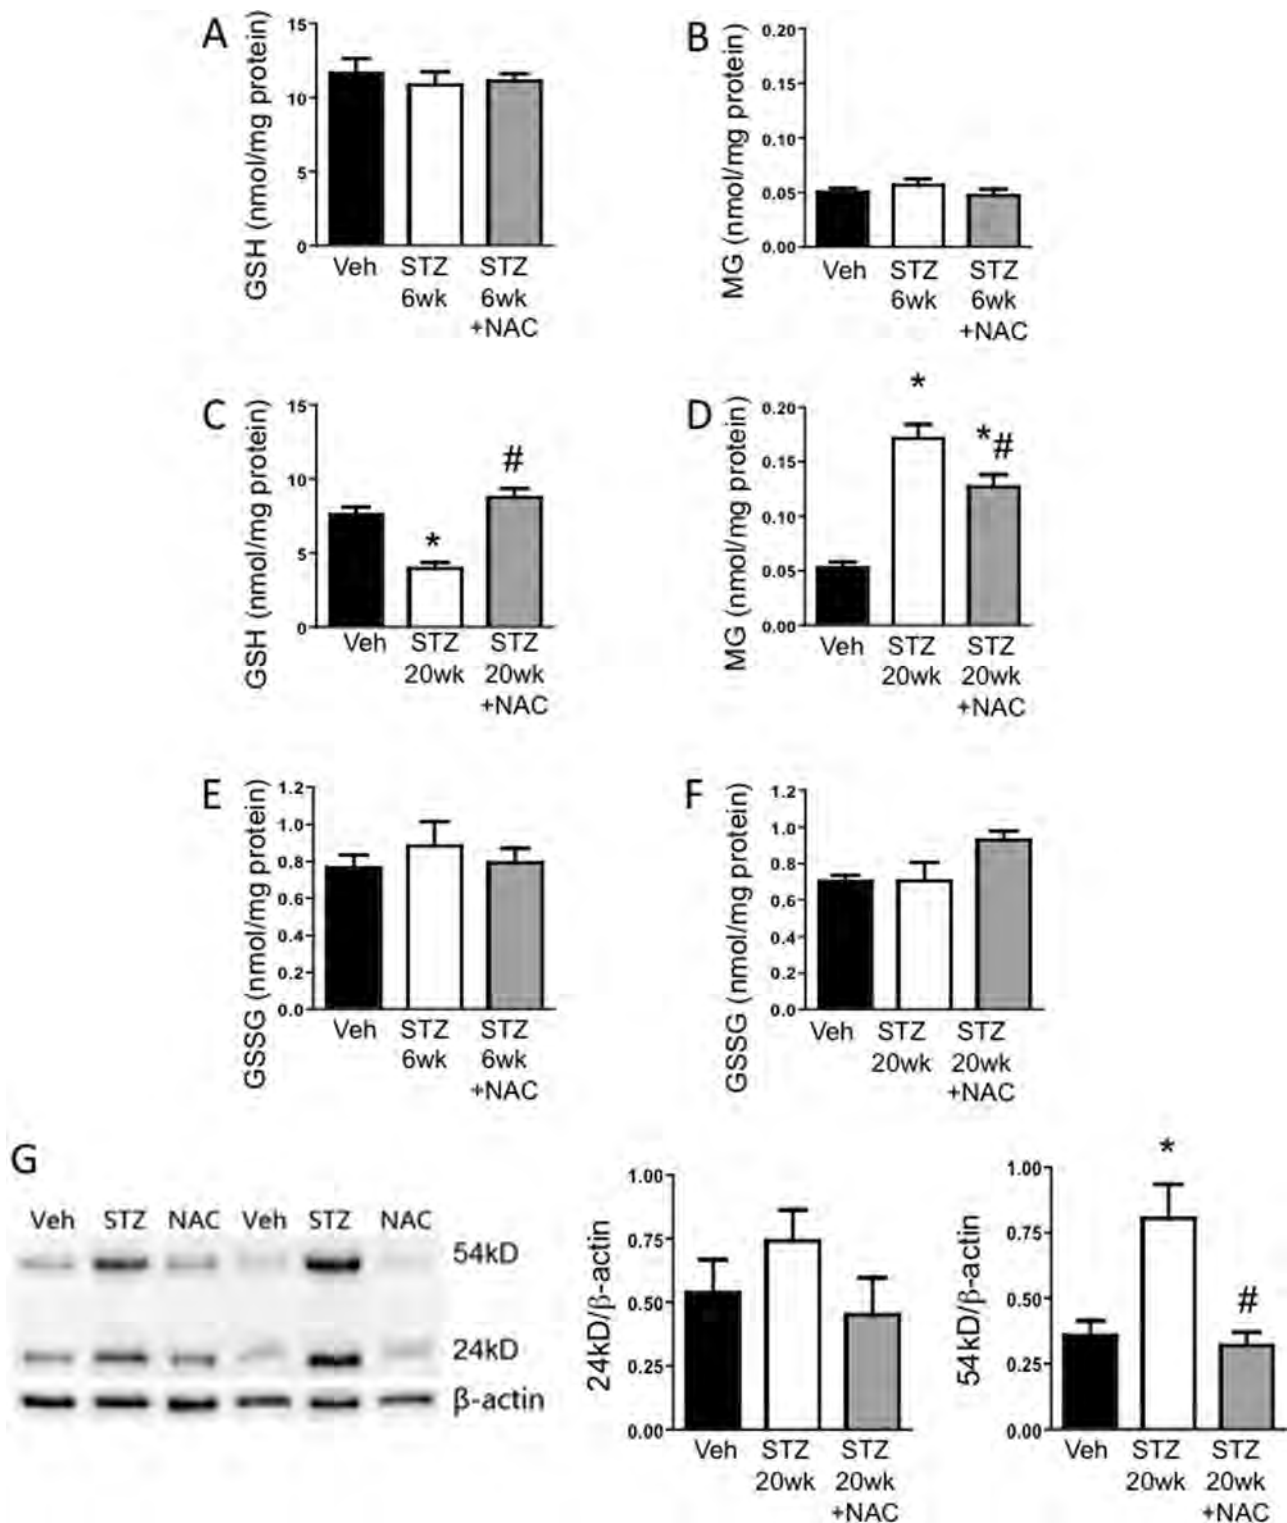 A
GSH (nmol/mg protein)
15
10
5
0
Veh STZ STZ
6wk 6wk
+NAC
B
MG (nmol/mg protein)
0.20
0.15
0.10
0.05
0.00
Veh STZ STZ
6wk 6wk
+NAC
C
GSH (nmol/mg protein)
15
10
5
0
*
#
Veh STZ STZ
20wk 20wk
+NAC
D
MG (nmol/mg protein)
0.20
0.15
0.10
0.05
0.00
*
*#
Veh STZ STZ
20wk 20wk
+NAC
E
GSSG (nmol/mg protein)
1.2
1.0
0.8
0.6
0.4
0.2
0.0
Veh STZ STZ
6wk 6wk
+NAC
F
GSSG (nmol/mg protein)
1.2
1.0
0.8
0.6
0.4
0.2
0.0
Veh STZ STZ
20wk 20wk
+NAC
G
Veh STZ NAC Veh STZ NAC
54kD
24kD
β-actin
24kD/β-actin
1.00
0.75
0.50
0.25
0.00
Veh STZ STZ
20wk 20wk
+NAC
54kD/β-actin
1.00
0.75
0.50
0.25
0.00
*
#
Veh STZ STZ
20wk 20wk
+NAC